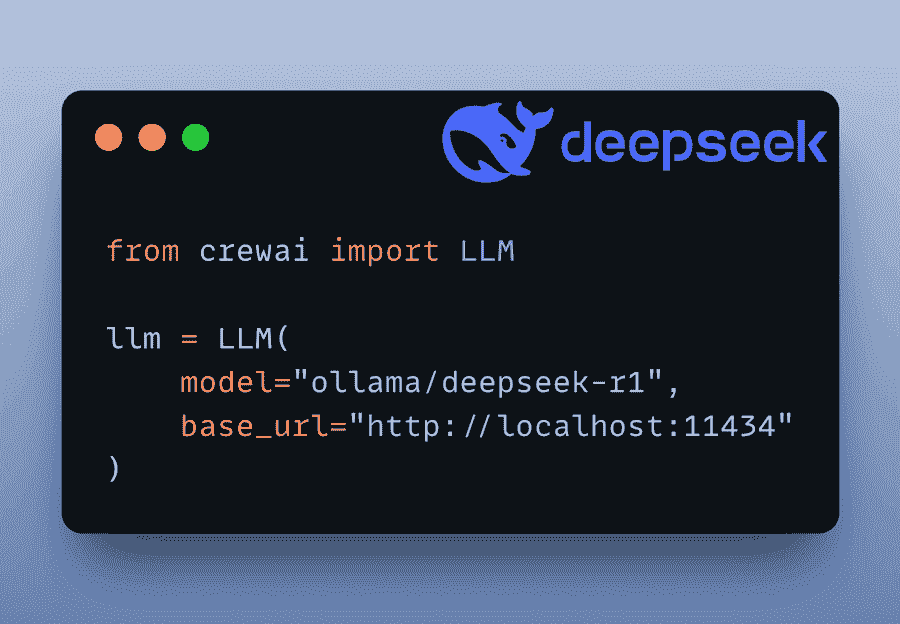 deepseek
from crewai import LLM
llm = LLM(
    model="ollama/deepseek-r1",
    base_url="http://localhost:11434"
)